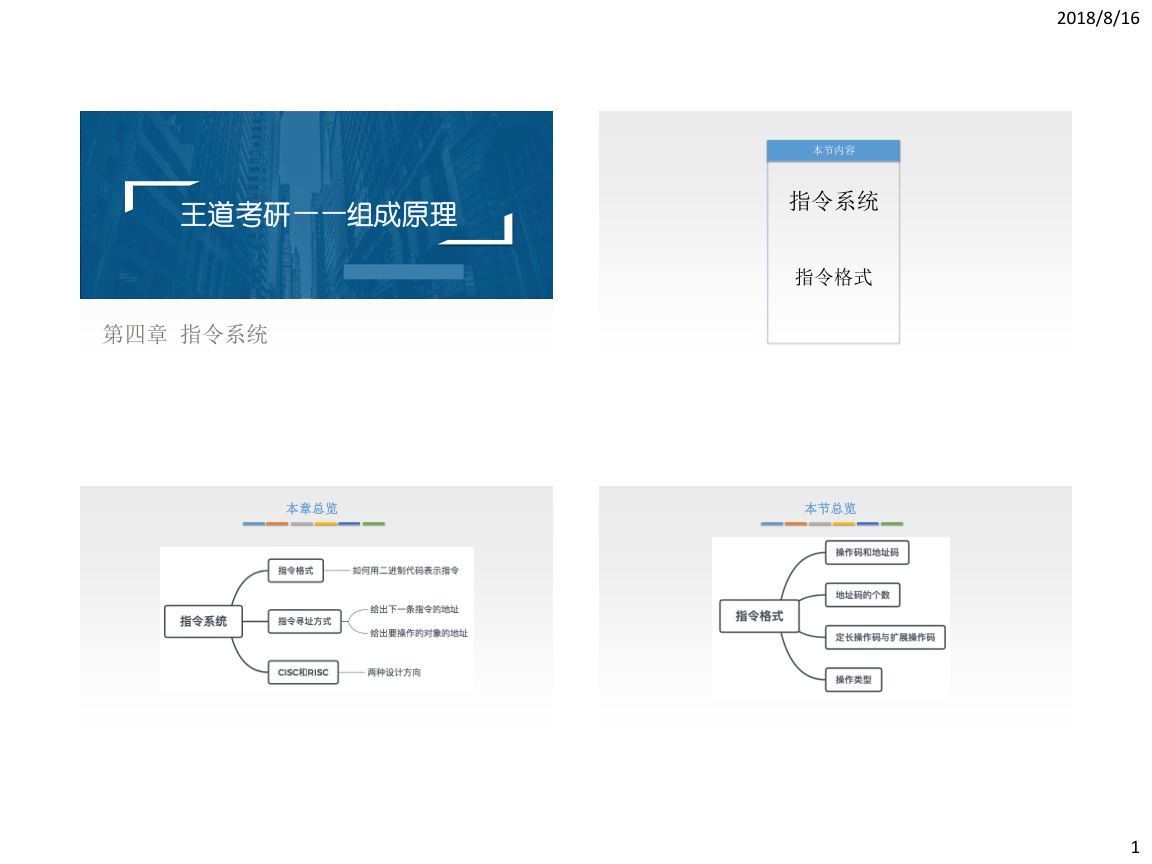 2018/8/16
王道考研——组成原理
第四章 指令系统
本节内容
指令系统
指令格式
本章总览
指令系统
指令格式
如何用二进制代码表示指令
指令寻址方式
给出下一条指令的地址
给出要操作的对象的地址
CISC和RISC
两种设计方向
本节总览
指令格式
操作码和地址码
地址码的个数
定长操作码与扩展操作码
操作类型
1